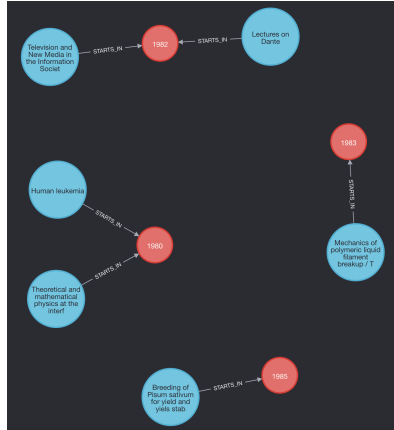 Television and
New Media in
the Information
Societ
STARTS_IN
1982
STARTS_IN
Lectures on
Dante
1983
STARTS_IN
Mechanics of
polymeric liquid
filament
breakup / T
Human leukemia
STARTS_IN
1980
STARTS_IN
Theoretical and
mathematical
physics at the
interf
Breeding of
Pisum sativum
for yield and
yiels stab
STARTS_IN
1985